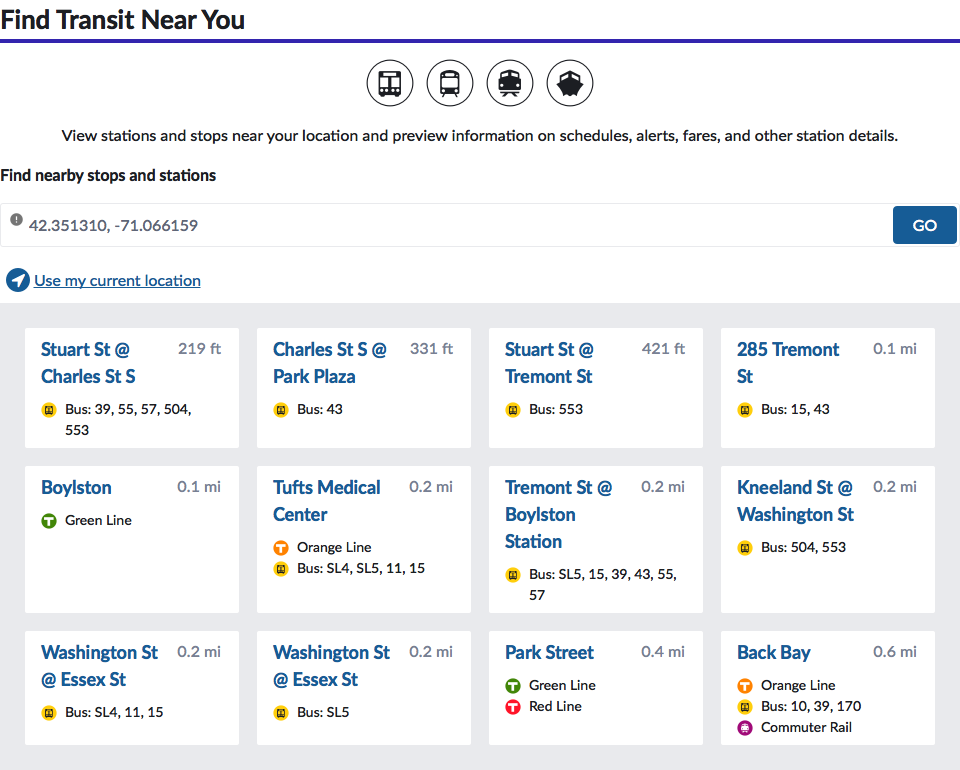 Find Transit Near You
View stations and stops near your location and preview information on schedules, alerts, fares, and other station details.
Find nearby stops and stations
42.351310, -71.066159
GO
Use my current location
Stuart St @
Charles St S
219 ft
Bus: 39, 55, 57, 504,
553
Charles St S @
Park Plaza
331 ft
Bus: 43
Stuart St @
Tremont St
421 ft
Bus: 553
285 Tremont
St
0.1 mi
Bus: 15, 43
Boylston
0.1 mi
Green Line
Tufts Medical
Center
0.2 mi
Orange Line
Bus: SL4, SL5, 11, 15
Tremont St @
Boylston
Station
0.2 mi
Bus: SL5, 15, 39, 43, 55,
57
Kneeland St @
Washington St
0.2 mi
Bus: 504, 553
Washington St
@ Essex St
0.2 mi
Bus: SL4, 11, 15
Washington St
@ Essex St
0.2 mi
Bus: SL5
Park Street
0.4 mi
Green Line
Red Line
Back Bay
0.6 mi
Orange Line
Bus: 10, 39, 170
Commuter Rail